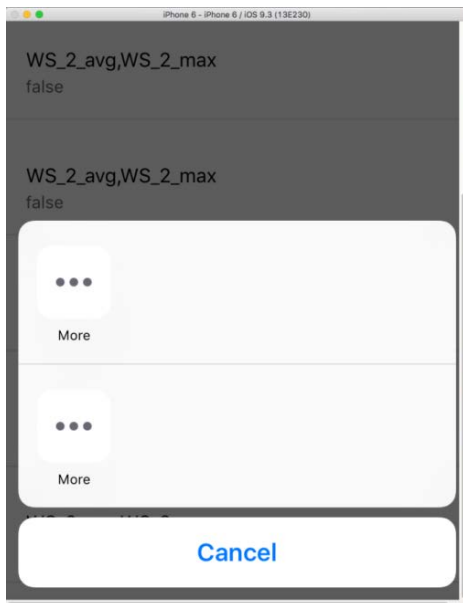 iPhone 6 - iPhone 6 / iOS 9.3 (13E230)
WS_2_avg,WS_2_max
false
WS_2_avg,WS_2_max
false
More
More
Cancel